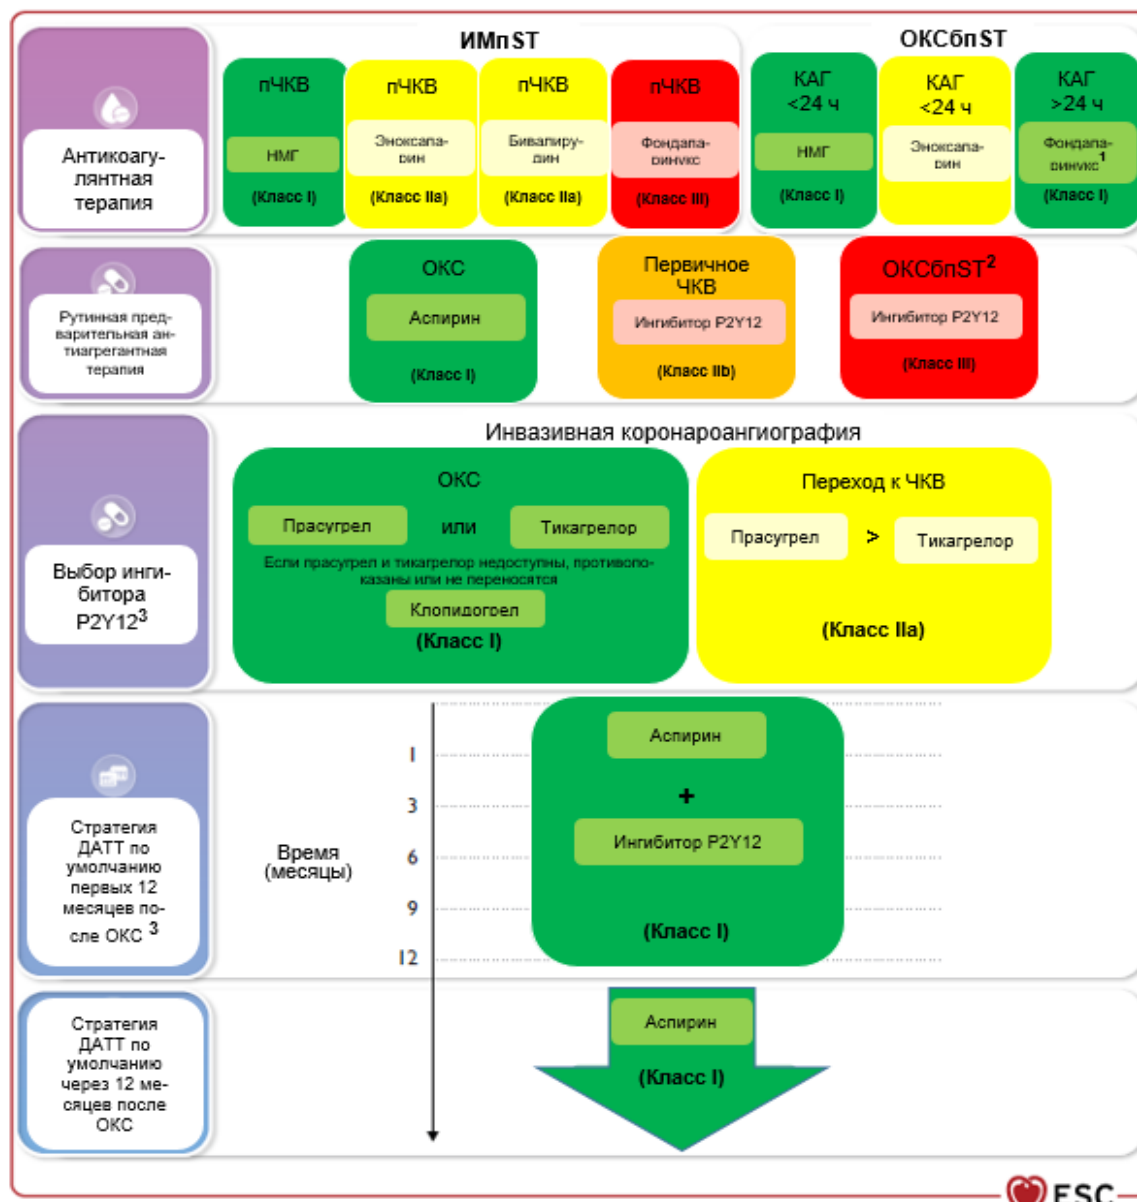 ИМпST
ОКСбпST
Антикоагу-
лянтная
терапия
пЧКВ
НМГ
(Класс I)
пЧКВ
Эноксапа-
рин
(Класс IIa)
пЧКВ
Бивалиру-
дин
(Класс IIa)
пЧКВ
Фондапа-
ринукс
(Класс III)
КАГ
<24 ч
НМГ
(Класс I)
КАГ
<24 ч
Эноксапа-
рин
(Класс IIa)
КАГ
>24 ч
Фондапа-
ринукс1
(Класс I)
Рутинная пред-
варительная ан-
тиагрегантная
терапия
ОКС
Аспирин
(Класс I)
Первичное
ЧКВ
Ингибитор P2Y12
(Класс IIb)
ОКСбпST2
Ингибитор P2Y12
(Класс III)
Выбор инги-
битора
P2Y123
Инвазивная коронароангиография
ОКС
Прасугрел или Тикагрелор
Если прасугрел и тикагрелор недоступны, противопо-
казаны или не переносятся
Клопидогрел
(Класс I)
Переход к ЧКВ
Прасугрел > Тикагрелор
(Класс IIa)
Стратегия
ДАТТ по
умолчанию
первых 12
месяцев по-
сле ОКС 3
Время
(месяцы)
1
3
6
9
12
Аспирин
+
Ингибитор P2Y12
(Класс I)
Стратегия
ДАТТ по
умолчанию
через 12 ме-
сяцев после
ОКС
Аспирин
(Класс I)
ESC